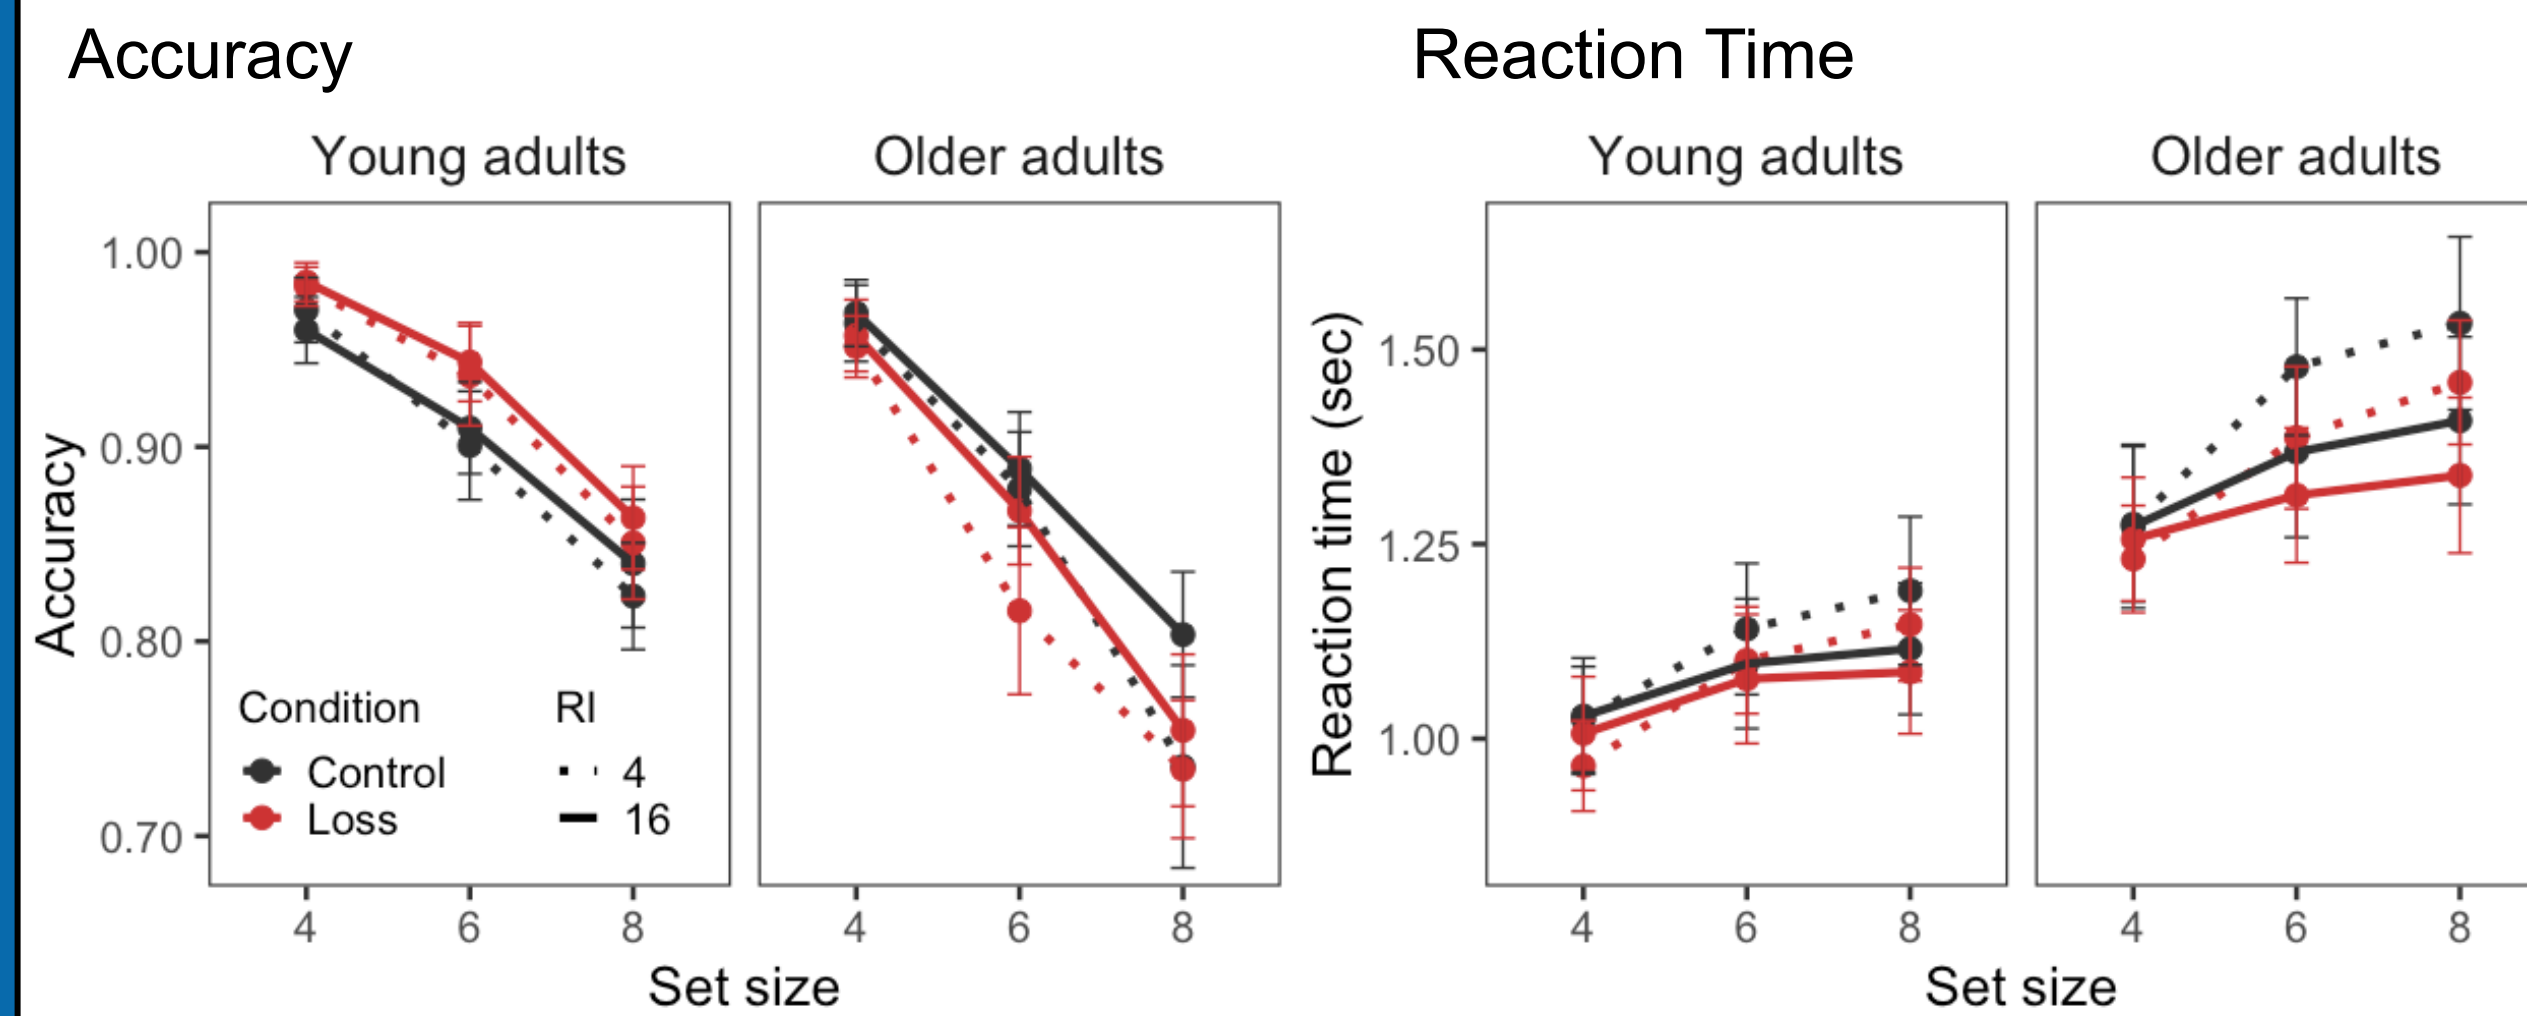 Accuracy
Young adults
Older adults
Accuracy
1.00
0.90
0.80
0.70
Condition
Control
Loss
RI
4
16
4 6 8
4 6 8
Set size
Reaction Time
Young adults
Older adults
Reaction time (sec)
1.50
1.25
1.00
4 6 8
4 6 8
Set size